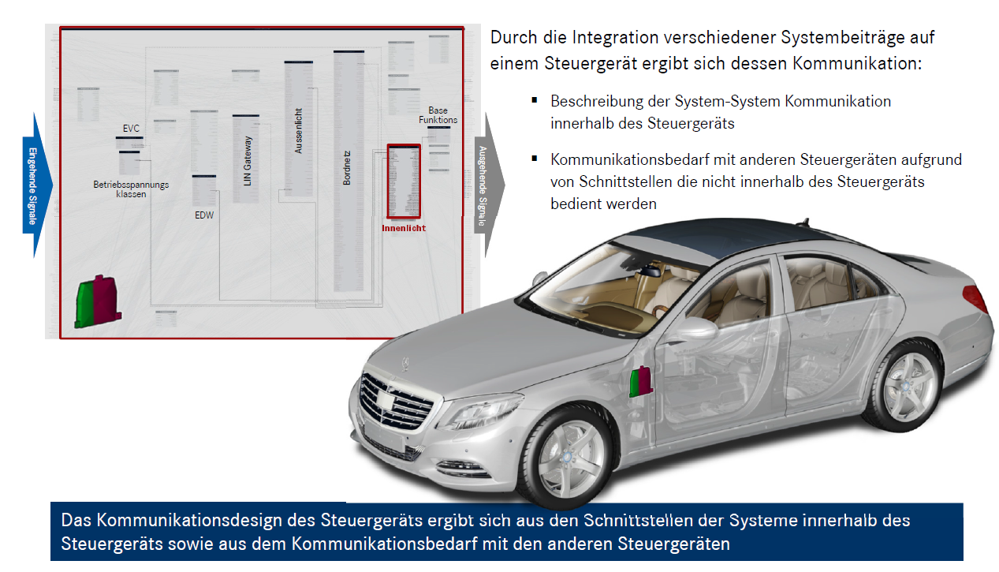 Durch die Integration verschiedener Systembeiträge auf
einem Steuergerät ergibt sich dessen Kommunikation:
▪ Beschreibung der System-System Kommunikation
innerhalb des Steuergeräts
▪ Kommunikationsbedarf mit anderen Steuergeräten aufgrund
von Schnittstellen die nicht innerhalb des Steuergeräts
bedient werden
Eingehende Signale
EVC
Betriebsspannungs
klassen
EDW
LIN Gateway
Aussenlicht
Bordnetz
Base
Funktions
Innenlicht
Ausgehende Signale
Das Kommunikationsdesign des Steuergeräts ergibt sich aus den Schnittstellen der Systeme innerhalb des
Steuergeräts sowie aus dem Kommunikationsbedarf mit den anderen Steuergeräten